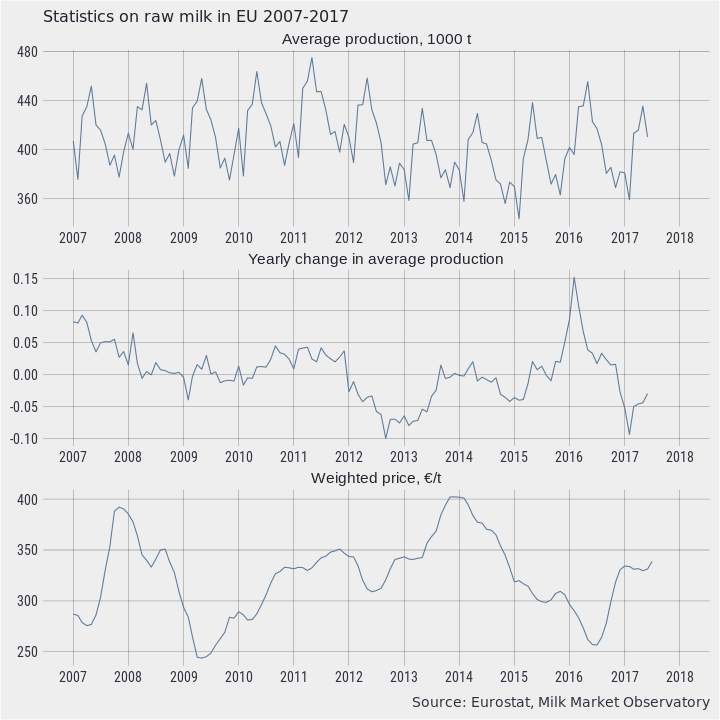 Statistics on raw milk in EU 2007-2017
Average production, 1000 t
480
440
400
360
2007 2008 2009 2010 2011 2012 2013 2014 2015 2016 2017 2018
Yearly change in average production
0.15
0.10
0.05
0.00
-0.05
-0.10
2007 2008 2009 2010 2011 2012 2013 2014 2015 2016 2017 2018
Weighted price, €/t
400
350
300
250
2007 2008 2009 2010 2011 2012 2013 2014 2015 2016 2017 2018
Source: Eurostat, Milk Market Observatory